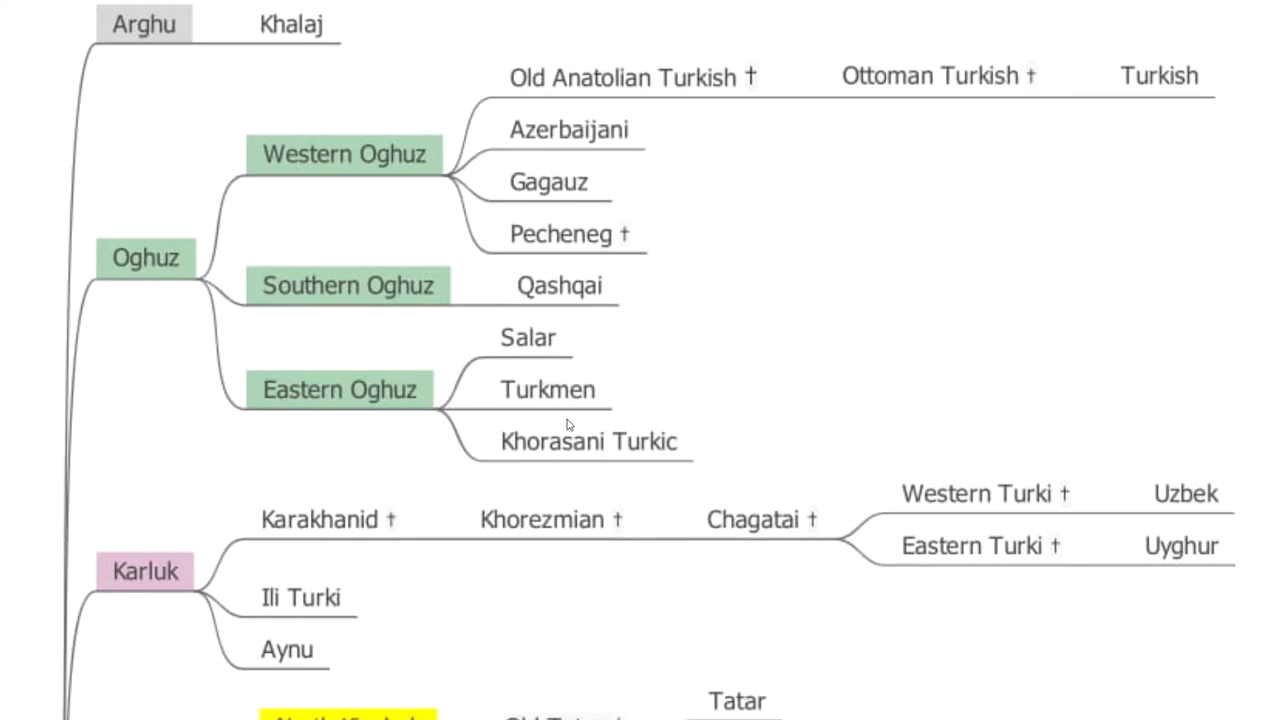 Arghu Khalaj
Old Anatolian Turkish † Ottoman Turkish † Turkish
Azerbaijani
Western Oghuz
Gagauz
Pecheneg †
Oghuz
Southern Oghuz Qashqai
Salar
Eastern Oghuz Turkmen
Khorasani Turkic
Western Turki † Uzbek
Karakhanid † Khorezmian † Chagatai †
Eastern Turki † Uyghur
Karluk
Ili Turki
Aynu
Tatar